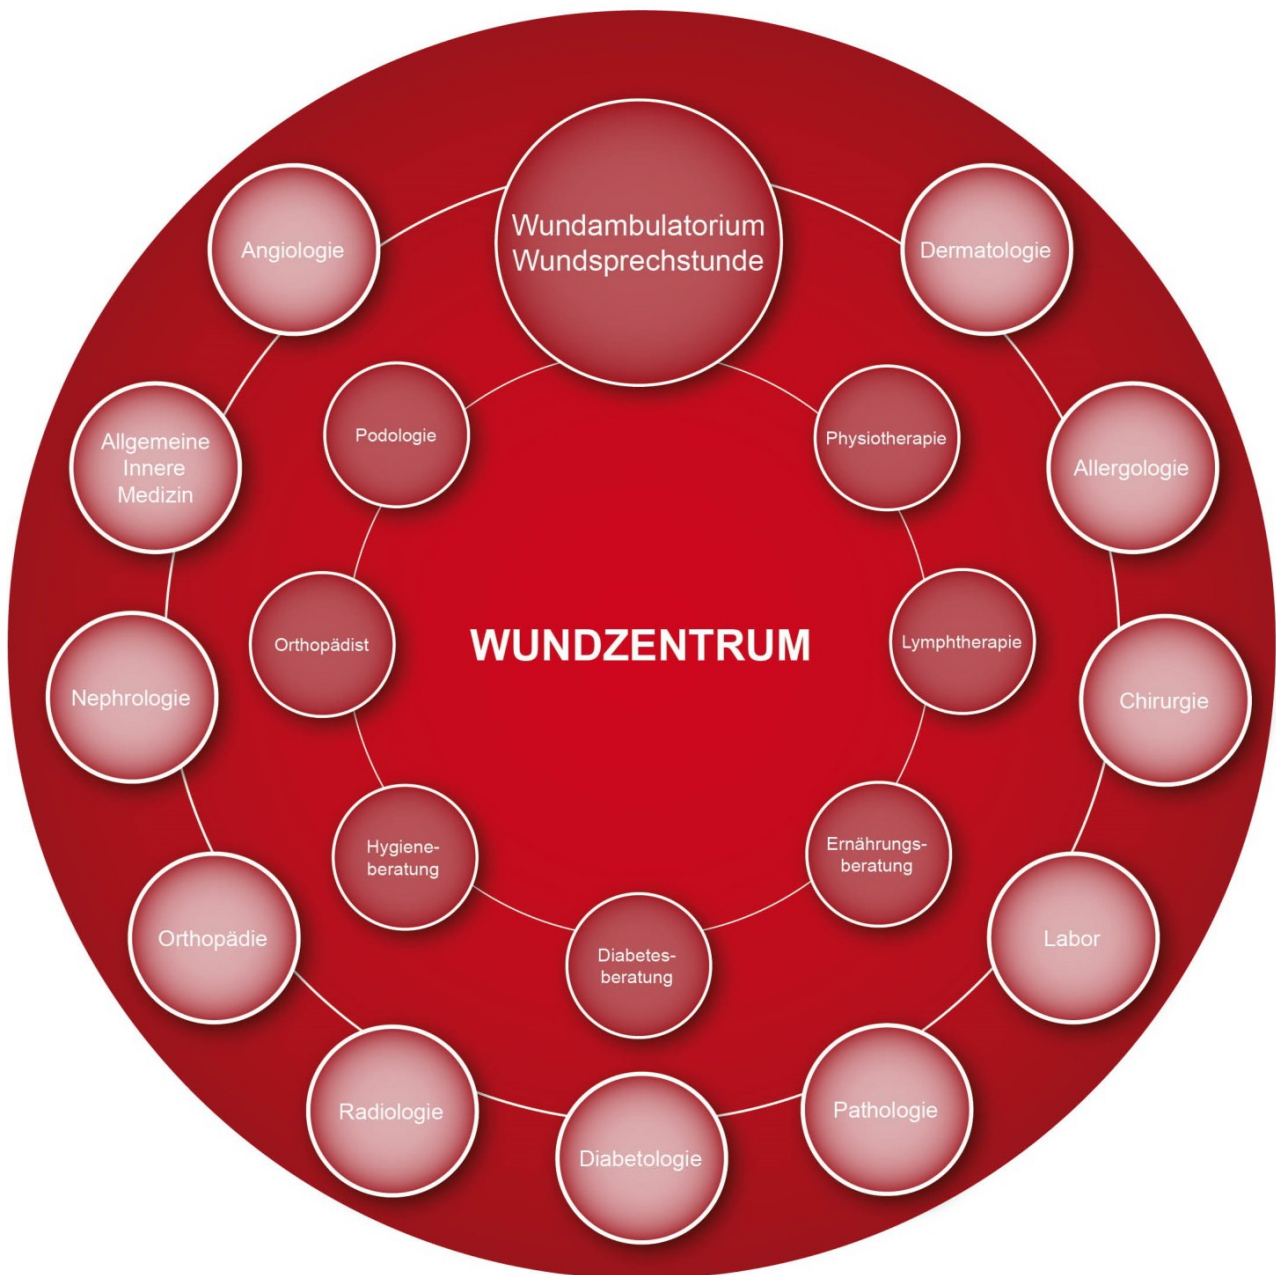 Wundambulatorium
Wundsprechstunde
Angiologie
Dermatologie
Podologie
Physiotherapie
Allgemeine
Innere
Medizin
Allergologie
Orthopädist
WUNDZENTRUM
Lymphtherapie
Nephrologie
Chirurgie
Hygiene-
beratung
Ernährungs-
beratung
Orthopädie
Diabetes-
beratung
Labor
Radiologie
Diabetologie
Pathologie